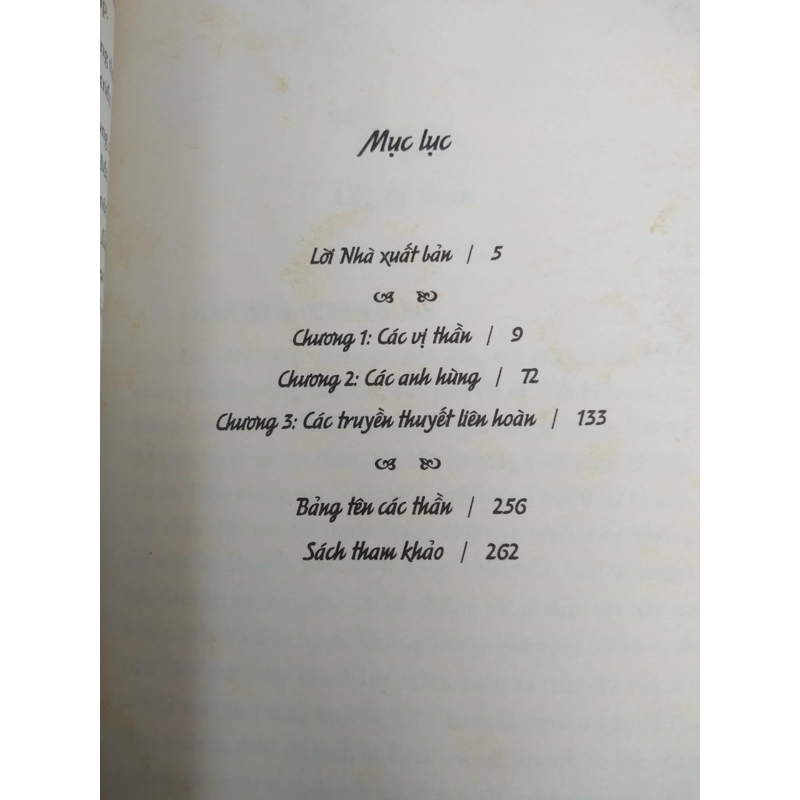 Mục lục
Lời Nhà xuất bản | 5
Chương 1: Các vị thần | 9
Chương 2: Các anh hùng | 72
Chương 3: Các truyền thuyết liên hoàn | 133
Bảng tên các thần | 256
Sách tham khảo | 262